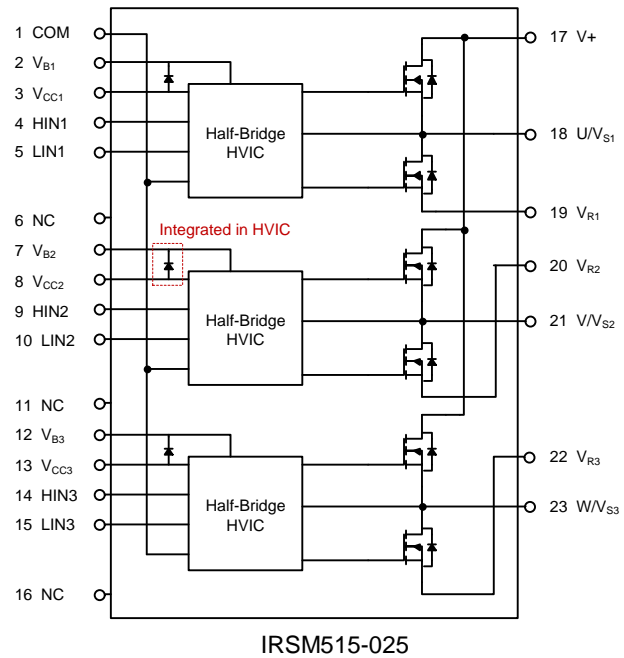 1 COM
2 VB1
3 VCC1
4 HIN1
5 LIN1
6 NC
7 VB2
8 VCC2
9 HIN2
10 LIN2
11 NC
12 VB3
13 VCC3
14 HIN3
15 LIN3
16 NC
Half-Bridge
HVIC
Integrated in HVIC
Half-Bridge
HVIC
Half-Bridge
HVIC
17 V+
18 U/VS1
19 VR1
20 VR2
21 V/VS2
22 VR3
23 W/VS3
IRSM515-025